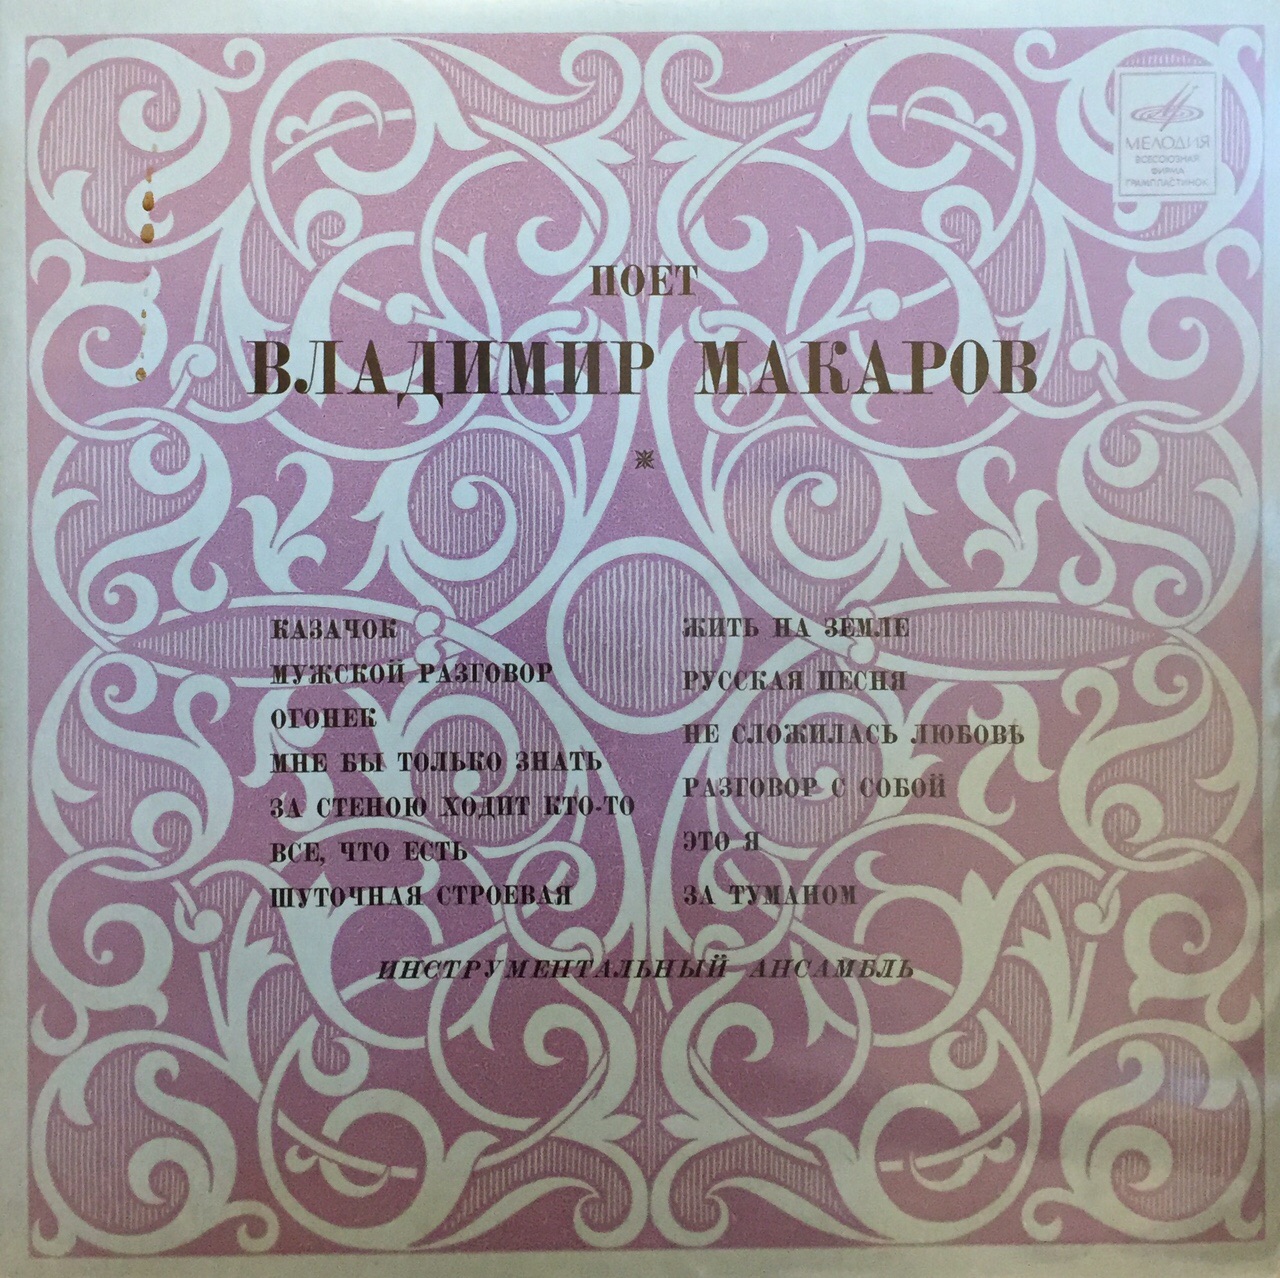 МЕЛОДИЯ
ВСЕСОЮЗНАЯ
ФИРМА
ГРАМПЛАСТИНОК
ПОЕТ
ВЛАДИМИР МАКАРОВ
КАЗАЧОК
МУЖСКОЙ РАЗГОВОР
ОГОНЕК
МНЕ БЫ ТОЛЬКО ЗНАТЬ
ЗА СТЕНОЮ ХОДИТ КТО-ТО
ВСЕ, ЧТО ЕСТЬ
ШУТОЧНАЯ СТРОЕВАЯ
ЖИТЬ НА ЗЕМЛЕ
РУССКАЯ ПЕСНЯ
НЕ СЛОЖИЛАСЬ ЛЮБОВЬ
РАЗГОВОР С СОБОЙ
ЭТО Я
ЗА ТУМАНОМ
ИНСТРУМЕНТАЛЬНЫЙ АНСАМБЛЬ